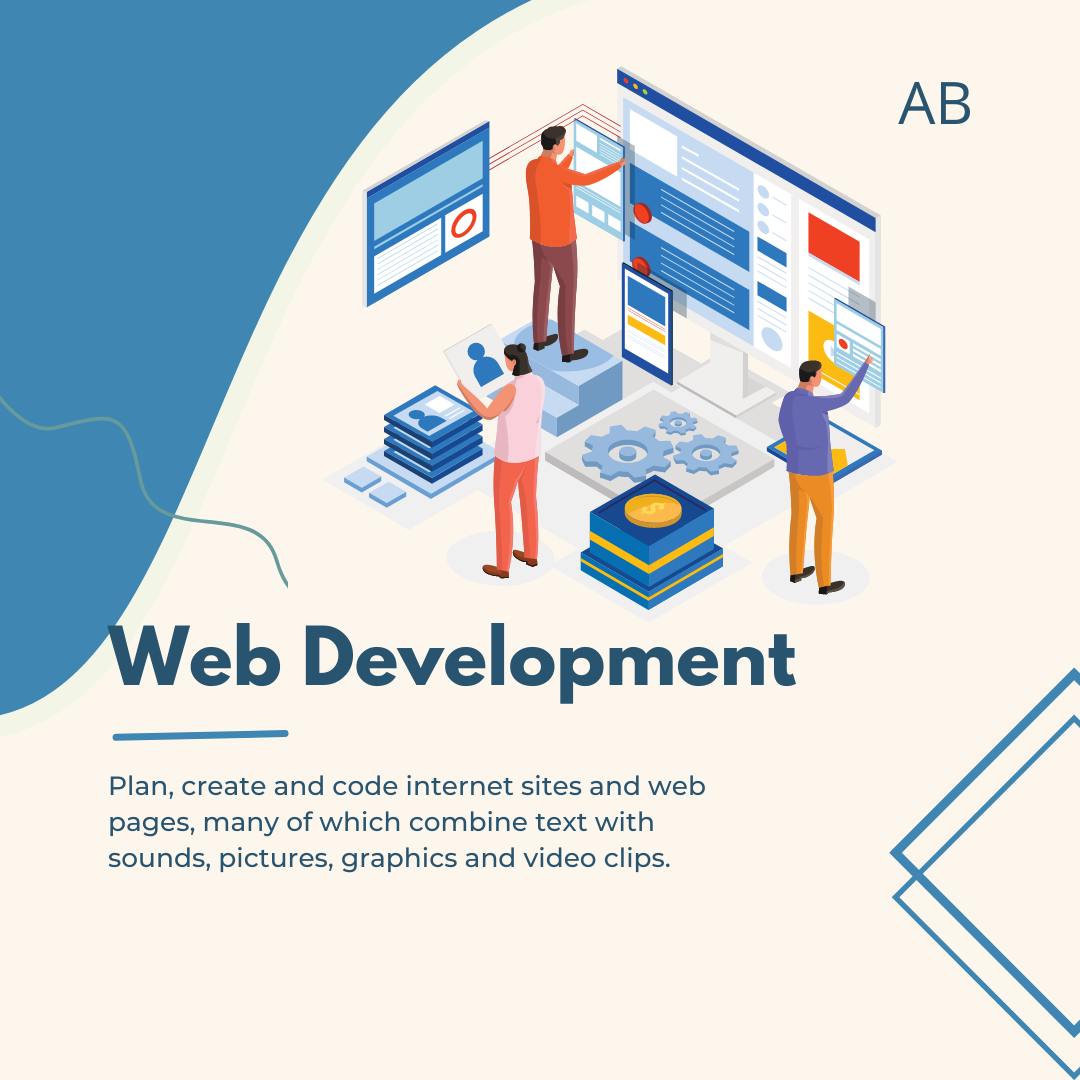 AB
Web Development
Plan, create and code internet sites and web
pages, many of which combine text with
sounds, pictures, graphics and video clips.